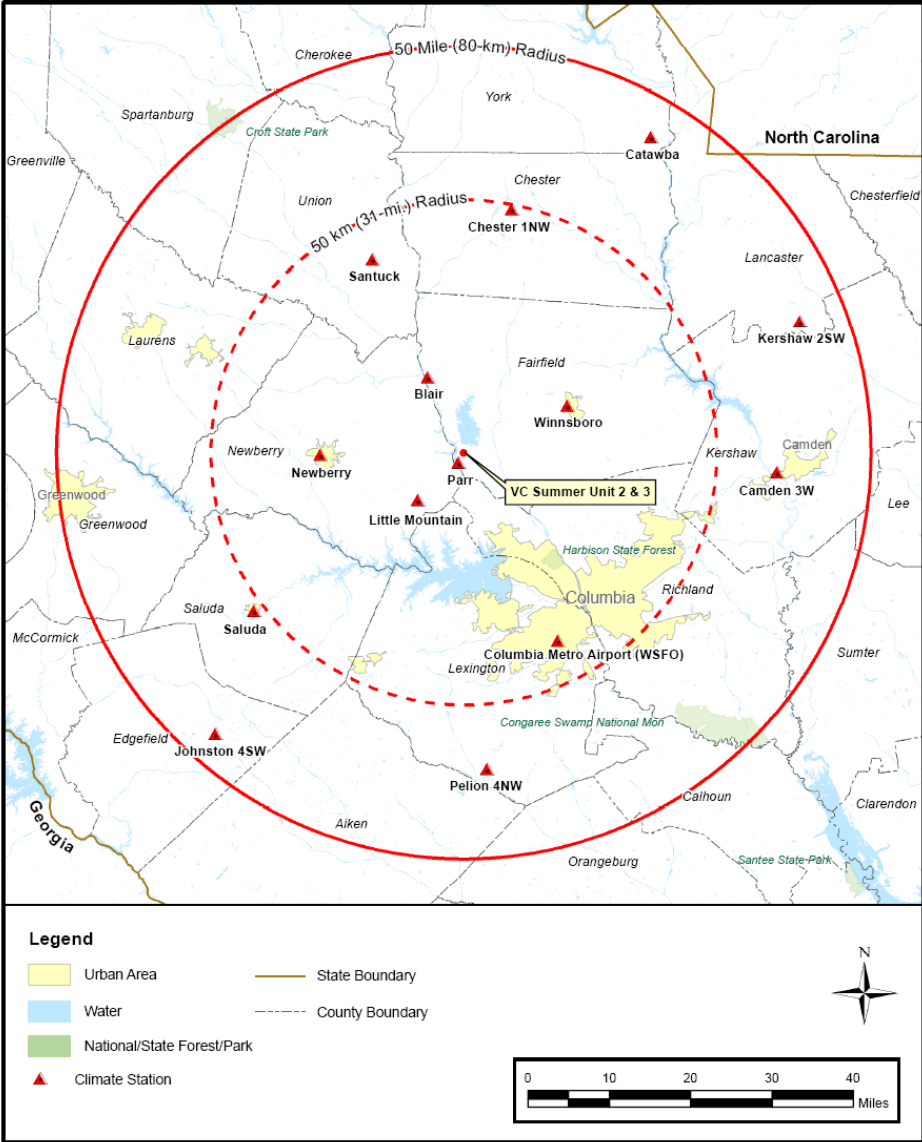 50 Mile (80-km) Radius
Cherokee
York
Spartanburg
Croft State Park
North Carolina
Catawba
Greenville
Chester
Chesterfield
Union
50 km (31-mi.) Radius
Chester 1NW
Lancaster
Santuck
Kershaw 2SW
Laurens
Fairfield
Blair
Winnsboro
Newberry
Newberry
Kershaw
Camden
Parr
Camden 3W
VC Summer Unit 2 & 3
Greenwood
Greenwood
Little Mountain
Lee
Harbison State Forest
Richland
Columbia
Saluda
Saluda
McCormick
Columbia Metro Airport (WSFO)
Sumter
Lexington
Congaree Swamp National Mon
Edgefield
Johnston 4SW
Pelion 4NW
Calhoun
Clarendon
Georgia
Aiken
Orangeburg
Santee State Park
Legend
Urban Area
State Boundary
Water
County Boundary
National/State Forest/Park
Climate Station
N
0 10 20 30 40
Miles